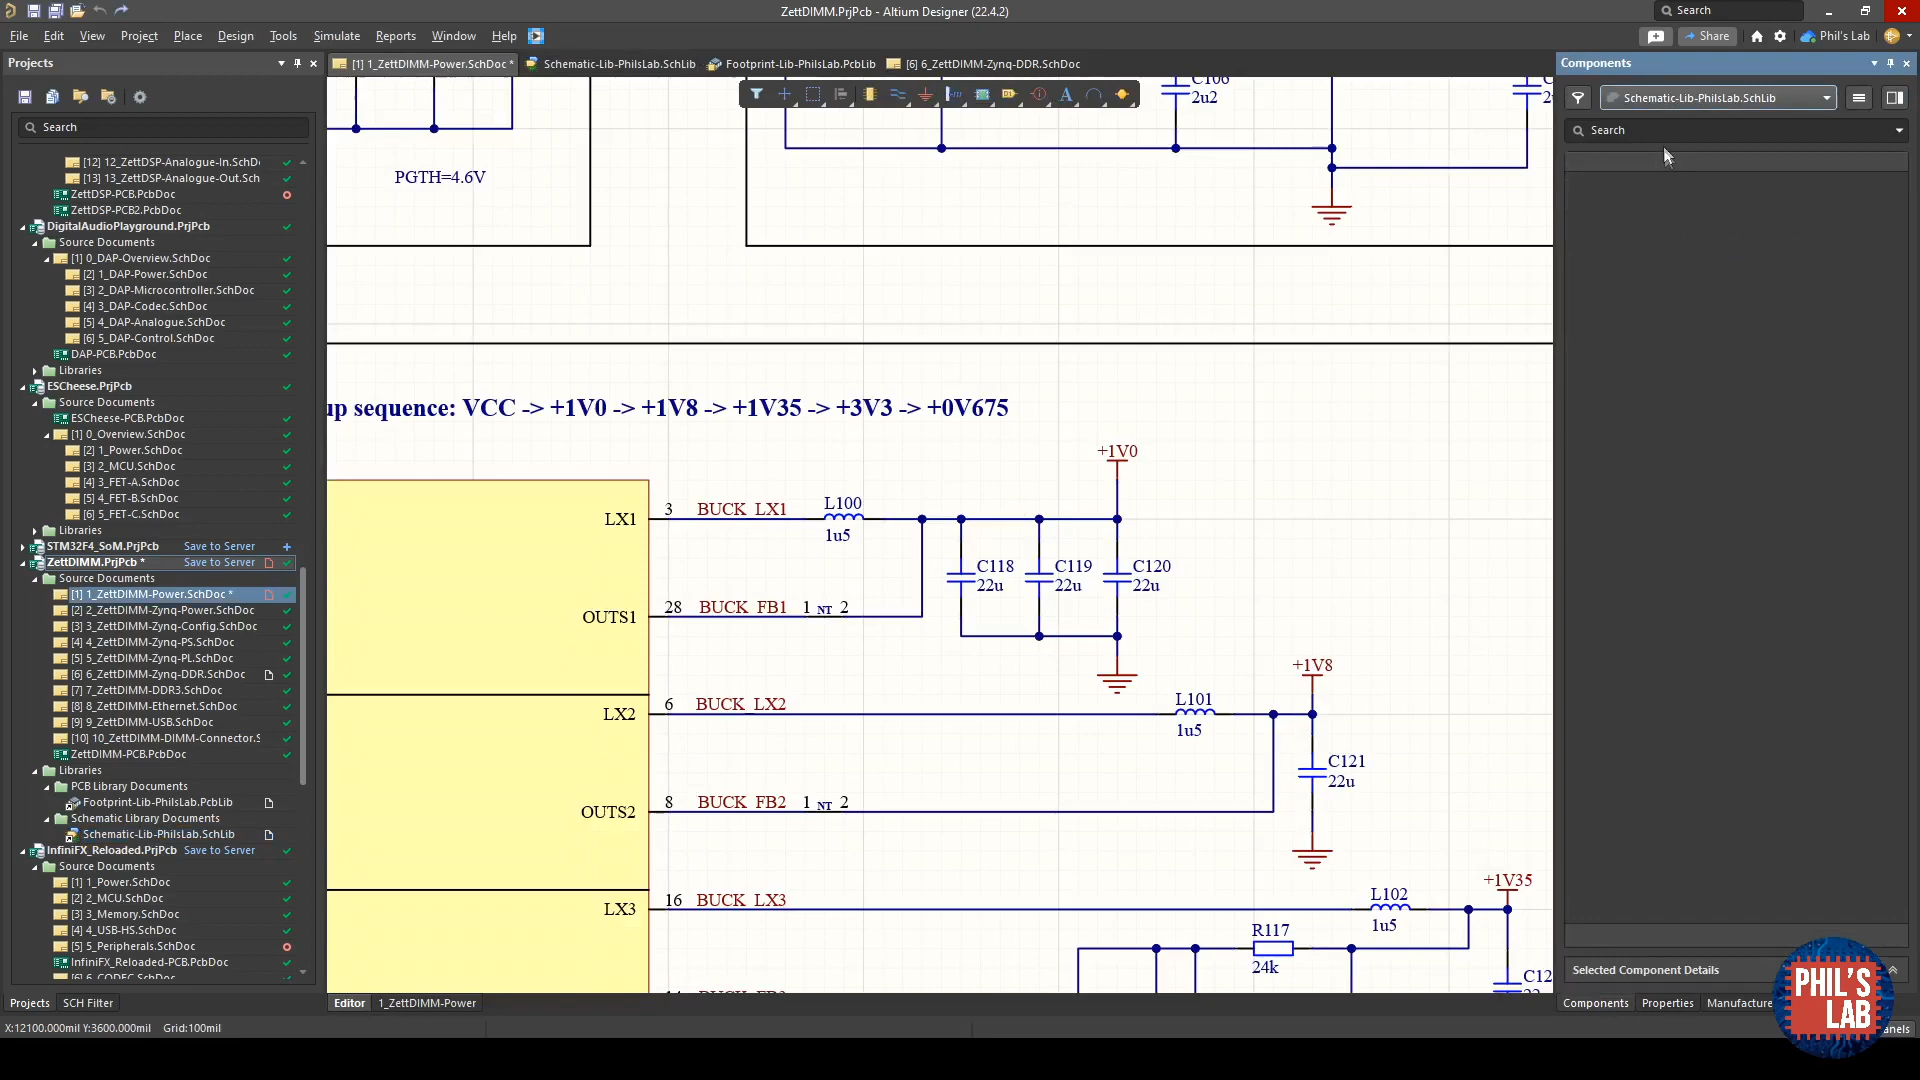 ZettDIMM.PrjPcb - Altium Designer (22.4.2)
Search
File Edit View Project Place Design Tools Simulate Reports Window Help
Share
Phil's Lab
Projects
[1] 1_ZettDIMM-Power.SchDoc *
Schematic-Lib-PhilsLab.SchLib
Footprint-Lib-PhilsLab.PcbLib
[6] 6_ZettDIMM-Zynq-DDR.SchDoc
Components
Schematic-Lib-PhilsLab.SchLib
Search
Search
[12] 12_ZettDSP-Analogue-In.SchD
[13] 13_ZettDSP-Analogue-Out.Sch
ZettDSP-PCB.PcbDoc
ZettDSP-PCB2.PcbDoc
DigitalAudioPlayground.PrjPcb
Source Documents
[1] 0_DAP-Overview.SchDoc
[2] 1_DAP-Power.SchDoc
[3] 2_DAP-Microcontroller.SchDoc
[4] 3_DAP-Codec.SchDoc
[5] 4_DAP-Analogue.SchDoc
[6] 5_DAP-Control.SchDoc
DAP-PCB.PcbDoc
Libraries
ESCheese.PrjPcb
Source Documents
ESCheese-PCB.PcbDoc
[1] 0_Overview.SchDoc
[2] 1_Power.SchDoc
[3] 2_MCU.SchDoc
[4] 3_FET-A.SchDoc
[5] 4_FET-B.SchDoc
[6] 5_FET-C.SchDoc
Libraries
STM32F4_SoM.PrjPcb Save to Server
ZettDIMM.PrjPcb * Save to Server
Source Documents
[1] 1_ZettDIMM-Power.SchDoc *
[2] 2_ZettDIMM-Zynq-Power.SchDoc
[3] 3_ZettDIMM-Zynq-Config.SchDoc
[4] 4_ZettDIMM-Zynq-PS.SchDoc
[5] 5_ZettDIMM-Zynq-PL.SchDoc
[6] 6_ZettDIMM-Zynq-DDR.SchDoc
[7] 7_ZettDIMM-DDR3.SchDoc
[8] 8_ZettDIMM-Ethernet.SchDoc
[9] 9_ZettDIMM-USB.SchDoc
[10] 10_ZettDIMM-DIMM-Connector.S
ZettDIMM-PCB.PcbDoc
Libraries
PCB Library Documents
Footprint-Lib-PhilsLab.PcbLib
Schematic Library Documents
Schematic-Lib-PhilsLab.SchLib
InfiniFX_Reloaded.PrjPcb Save to Server
Source Documents
[1] 1_Power.SchDoc
[2] 2_MCU.SchDoc
[3] 3_Memory.SchDoc
[4] 4_USB-HS.SchDoc
[5] 5_Peripherals.SchDoc
InfiniFX_Reloaded-PCB.PcbDoc
[6] 6_CODEC.SchDoc
Projects SCH Filter
C106
2u2
PGTH=4.6V
up sequence: VCC -> +1V0 -> +1V8 -> +1V35 -> +3V3 -> +0V675
+1V0
LX1 3 BUCK_LX1 L100
1u5
C118 C119 C120
22u 22u 22u
OUTS1 28 BUCK_FB1 1 NT 2
+1V8
LX2 6 BUCK_LX2 L101
1u5
C121
22u
OUTS2 8 BUCK_FB2 1 NT 2
+1V35
LX3 16 BUCK_LX3 L102
1u5
R117
24k
C12
Selected Component Details
Editor 1_ZettDIMM-Power
Components Properties Manufacture
PHIL'S
LAB
X:12100.000mil Y:3600.000mil Grid:100mil
anels